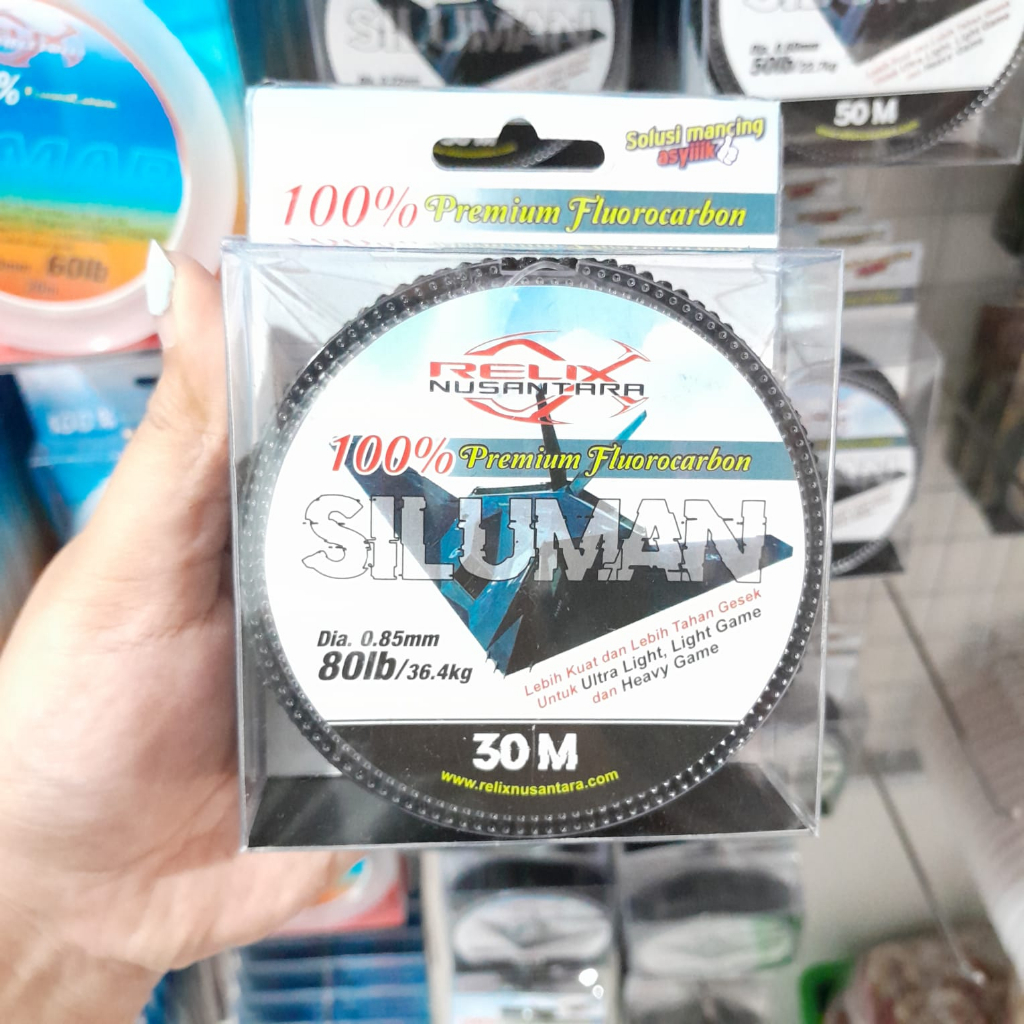 SILUMAN
50lb
50 M
Solusi mancing
asyiiik
100% Premium Fluorocarbon
60lb
RELIX
NUSANTARA
100% Premium Fluorocarbon
SILUMAN
Dia. 0.85mm
80lb/36.4kg
Lebih Kuat dan Lebih Tahan Gesek
Untuk Ultra Light, Light Game
dan Heavy Game
30 M
www.relixnusantara.com